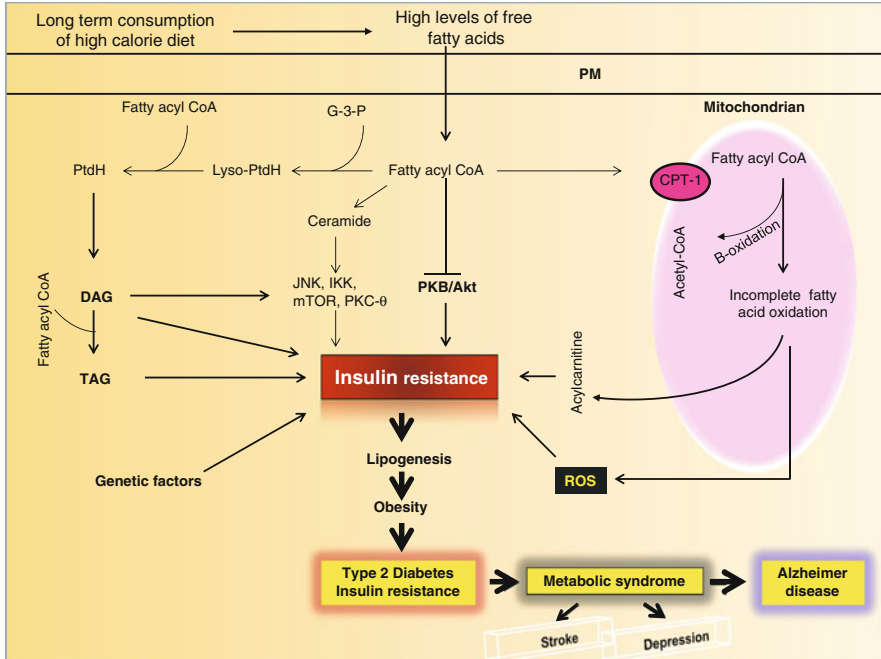 Long term consumption
of high calorie diet
High levels of free
fatty acids
PM
Fatty acyl CoA
G-3-P
Mitochondrian
PtdH
Lyso-PtdH
Fatty acyl CoA
CPT-1
Fatty acyl CoA
Ceramide
B-oxidation
Acetyl-CoA
JNK, IKK,
mTOR, PKC-θ
PKB/Akt
Incomplete fatty
acid oxidation
Fatty acyl CoA
DAG
TAG
Insulin resistance
Acylcarnitine
Lipogenesis
Genetic factors
ROS
Obesity
Type 2 Diabetes
Insulin resistance
Metabolic syndrome
Alzheimer
disease
Stroke
Depression